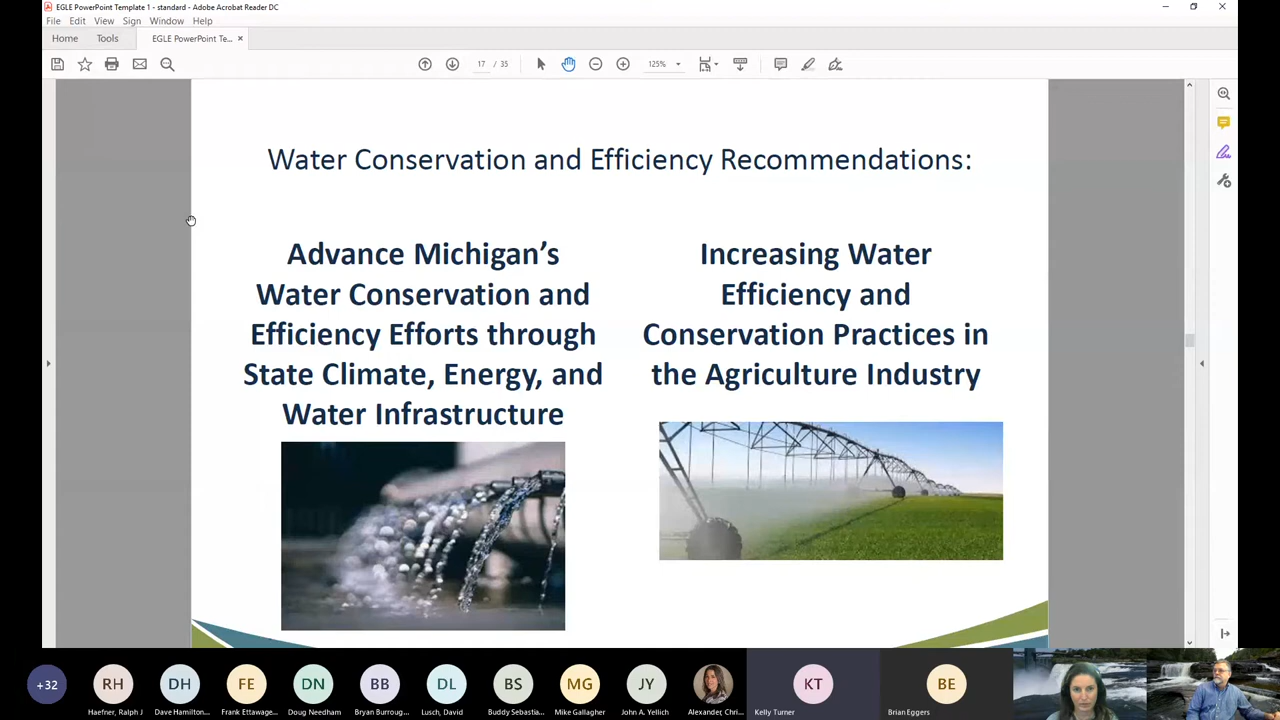 EGLE PowerPoint Template 1 - standard - Adobe Acrobat Reader DC
File Edit View Sign Window Help
Home Tools EGLE PowerPoint Te... ×
17 / 35 125%
Water Conservation and Efficiency Recommendations:
Advance Michigan’s
Water Conservation and
Efficiency Efforts through
State Climate, Energy, and
Water Infrastructure
Increasing Water
Efficiency and
Conservation Practices in
the Agriculture Industry
+32 RH DH FE DN BB DL BS MG JY KT BE
Haefner, Ralph J Dave Hamilton... Frank Ettawage... Doug Needham Bryan Burroug... Lusch, David Buddy Sebastia... Mike Gallagher John A. Yellich Alexander, Chri... Kelly Turner Brian Eggers